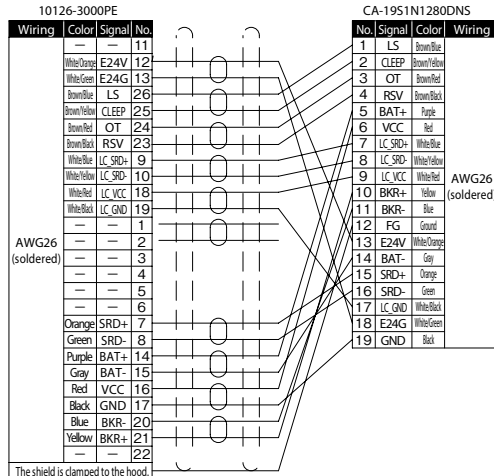 10126-3000PE
Wiring Color Signal No.
— — 11
White/Orange E24V 12
White/Green E24G 13
Brown/Blue LS 26
Brown/Yellow CLEEP 25
Brown/Red OT 24
Brown/Black RSV 23
White/Blue LC_SRD+ 9
White/Yellow LC_SRD- 10
White/Red LC_VCC 18
White/Black LC_GND 19
— — 1
AWG26 (soldered)
— — 2
— — 3
— — 4
— — 5
— — 6
Orange SRD+ 7
Green SRD- 8
Purple BAT+ 14
Gray BAT- 15
Red VCC 16
Black GND 17
Blue BKR- 20
Yellow BKR+ 21
— — 22
The shield is clamped to the hood.
CA-19S1N1280DNS
No. Signal Color Wiring
1 LS Brown/Blue
2 CLEEP Brown/Yellow
3 OT Brown/Red
4 RSV Brown/Black
5 BAT+ Purple
6 VCC Red
7 LC_SRD+ White/Blue
8 LC_SRD- White/Yellow
9 LC_VCC White/Red
AWG26 (soldered)
10 BKR+ Yellow
11 BKR- Blue
12 FG Ground
13 E24V White/Orange
14 BAT- Gray
15 SRD+ Orange
16 SRD- Green
17 LC_GND White/Black
18 E24G White/Green
19 GND Black